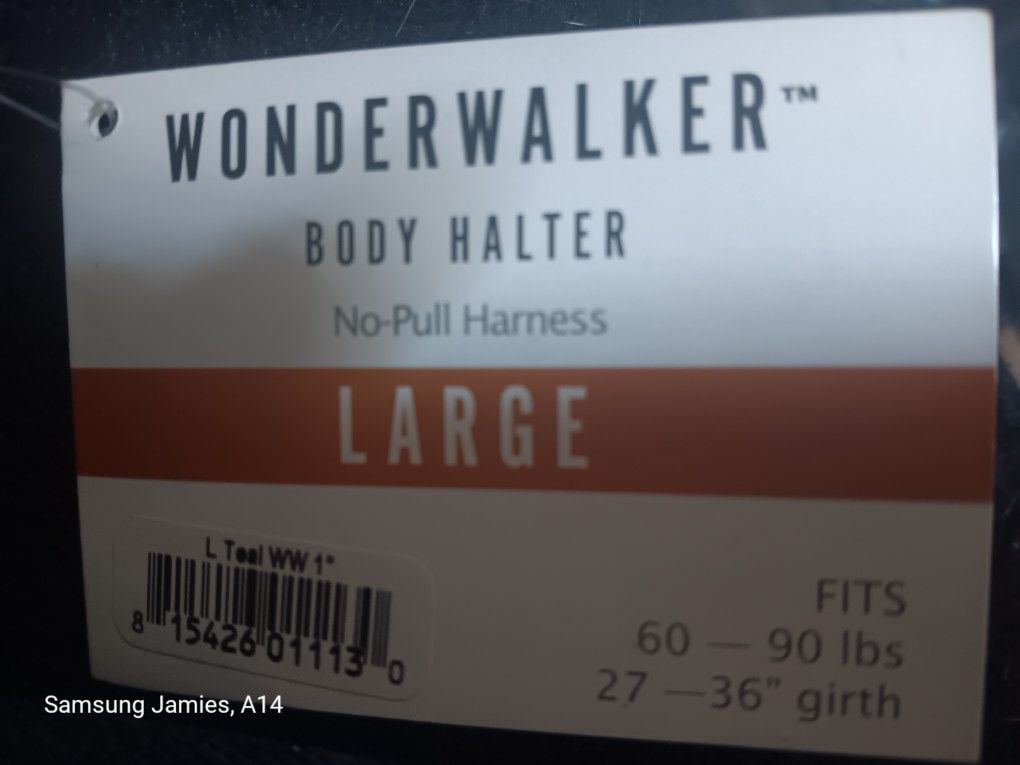 WONDERWALKER™
BODY HALTER
No-Pull Harness
LARGE
L Teal WW 1"
8 15426 01113 0
FITS
60 — 90 lbs
27 —36" girth
Samsung Jamies, A14